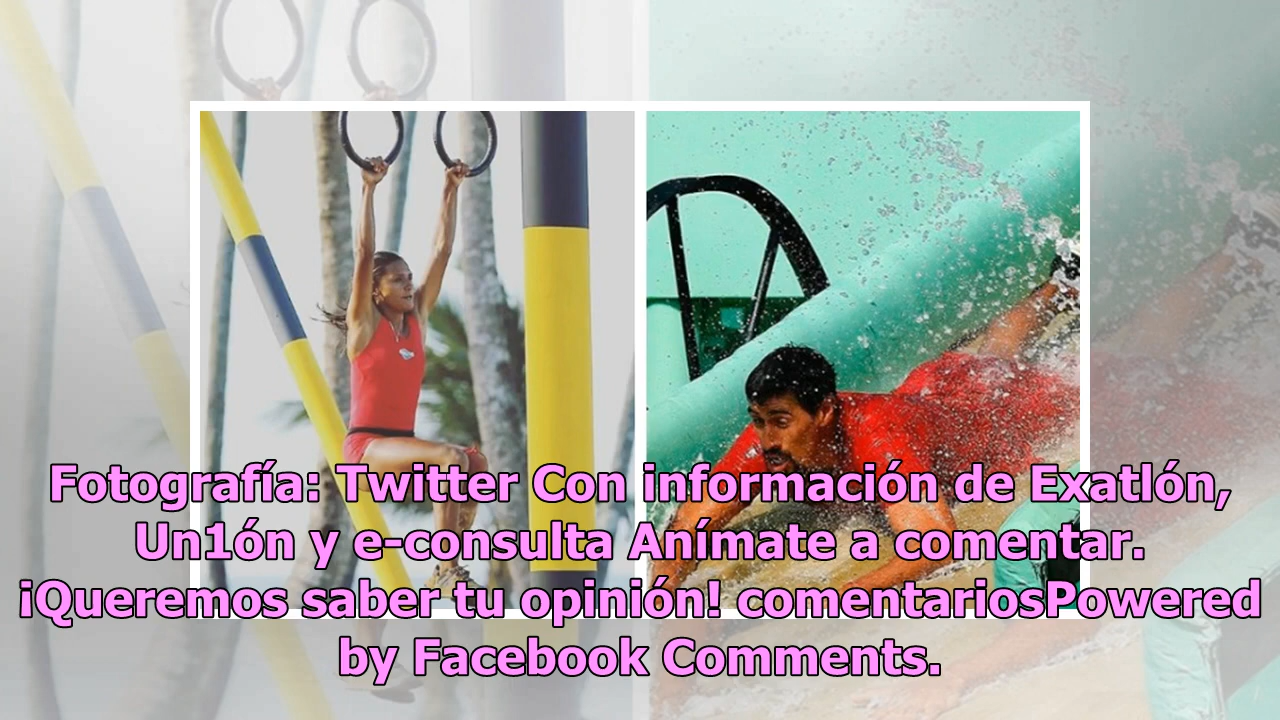 Fotografía: Twitter Con información de Exatlón,
Un1ón y e-consulta Anímate a comentar.
¡Queremos saber tu opinión! comentariosPowered
by Facebook Comments.